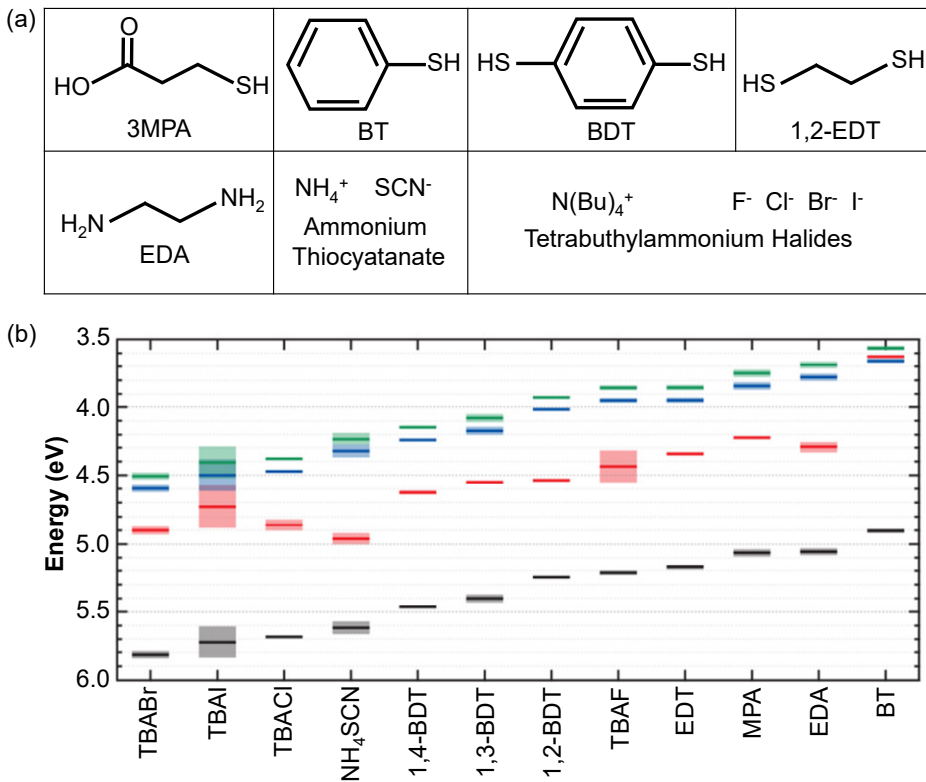 (a)
O
HO
SH
3MPA
SH
BT
HS
SH
BDT
HS
SH
1,2-EDT
H₂N
NH₂
EDA
NH₄⁺ SCN⁻
Ammonium
Thiocyatanate
N(Bu)₄⁺ F⁻ Cl⁻ Br⁻ I⁻
Tetrabuthylammonium Halides
(b)
Energy (eV)
3.5
4.0
4.5
5.0
5.5
6.0
TBABr
TBAI
TBACl
NH₄SCN
1,4-BDT
1,3-BDT
1,2-BDT
TBAF
EDT
MPA
EDA
BT